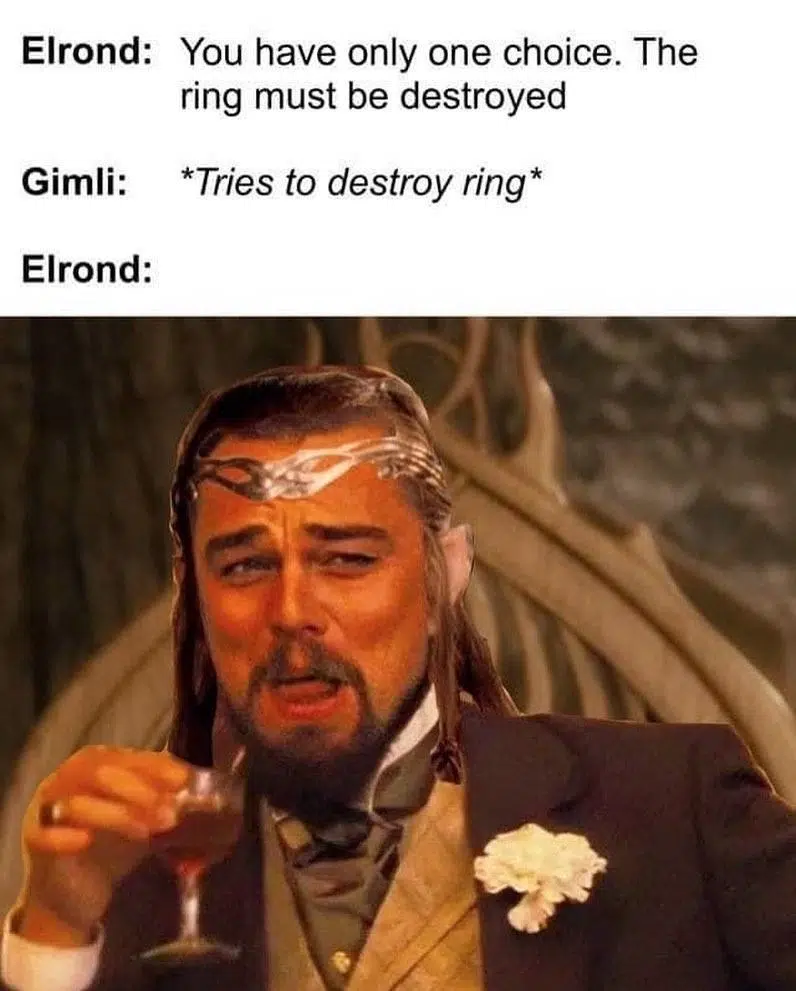 Elrond: You have only one choice. The
ring must be destroyed
Gimli: *Tries to destroy ring*
Elrond: